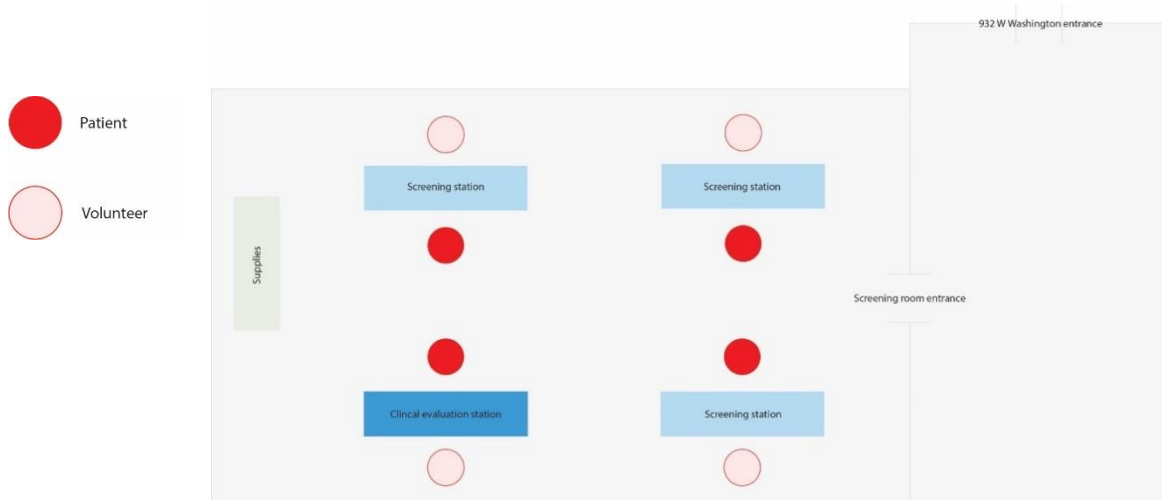 932 W Washington entrance
Patient
Volunteer
Screening station
Screening station
Supplies
Screening room entrance
Clincal evaluation station
Screening station